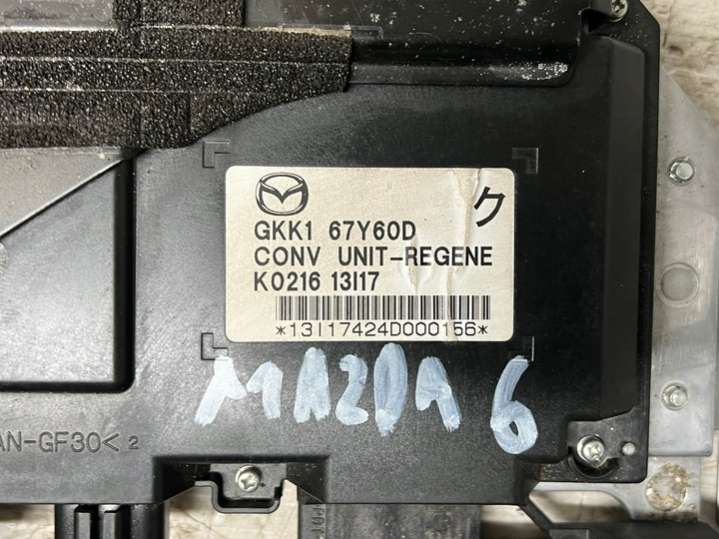 ク
GKK1 67Y60D
CONV UNIT-REGENE
K0216 13I17
*13I17424D000156*
MAZDA 6
AN-GF30< 2